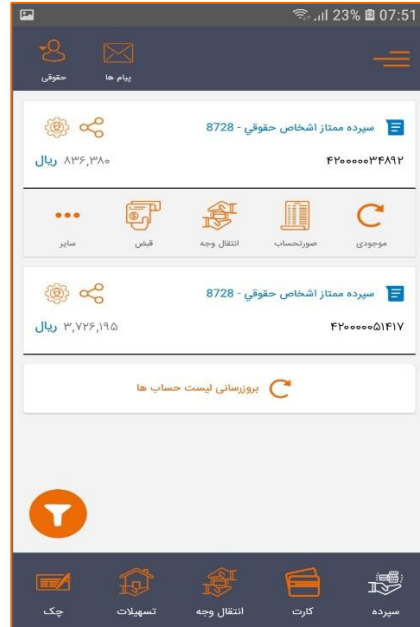 23% 07:51
حقوقی پیام ها
سپرده ممتاز اشخاص حقوقي - 8728
۴۲۰۰۰۰۰۳۴۸۹۲
۸۳۶,۳۸۰ ریال
موجودی صورتحساب انتقال وجه قبض سایر
سپرده ممتاز اشخاص حقوقي - 8728
۴۲۰۰۰۰۰۵۱۴۱۷
۳,۷۲۶,۱۹۵ ریال
بروزرسانی لیست حساب ها
سپرده کارت انتقال وجه تسهیلات چک